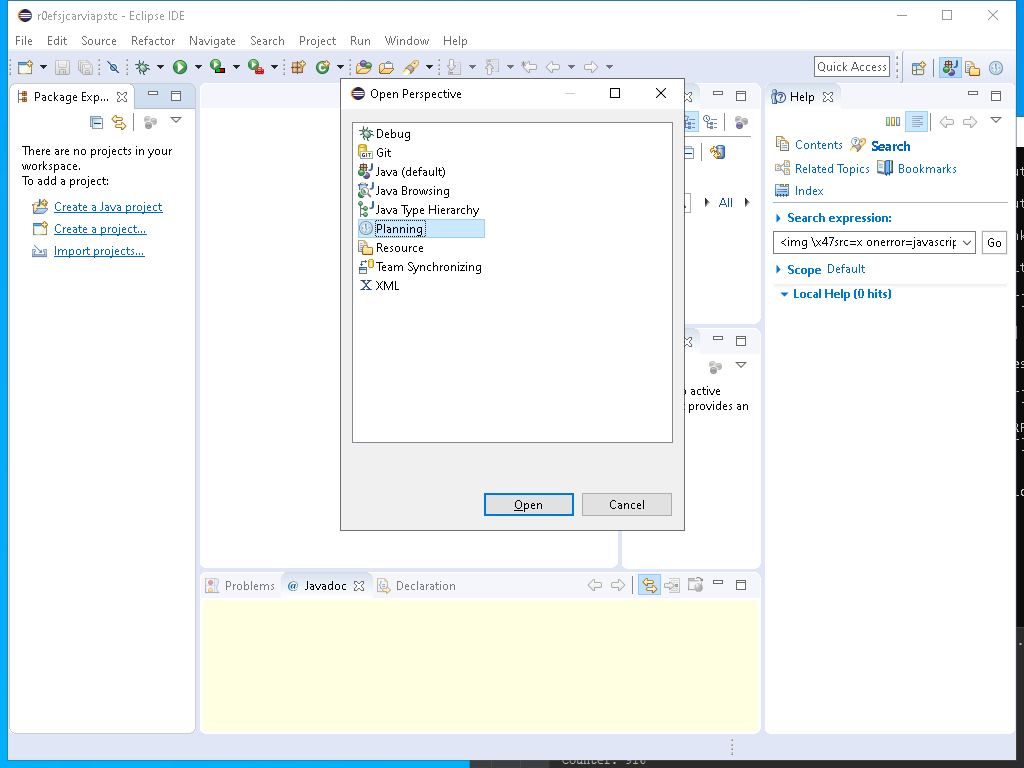 r0efsjcarviapstc - Eclipse IDE
File Edit Source Refactor Navigate Search Project Run Window Help
Quick Access
Package Exp...
There are no projects in your
workspace.
To add a project:
Create a Java project
Create a project...
Import projects...
Open Perspective
Debug
Git
Java (default)
Java Browsing
Java Type Hierarchy
Planning
Resource
Team Synchronizing
XML
Open Cancel
All
active
provides an
Help
Contents Search
Related Topics Bookmarks
Index
Search expression:
<img \x47src=x onerror=javascrip Go
Scope Default
Local Help (0 hits)
Problems @ Javadoc Declaration